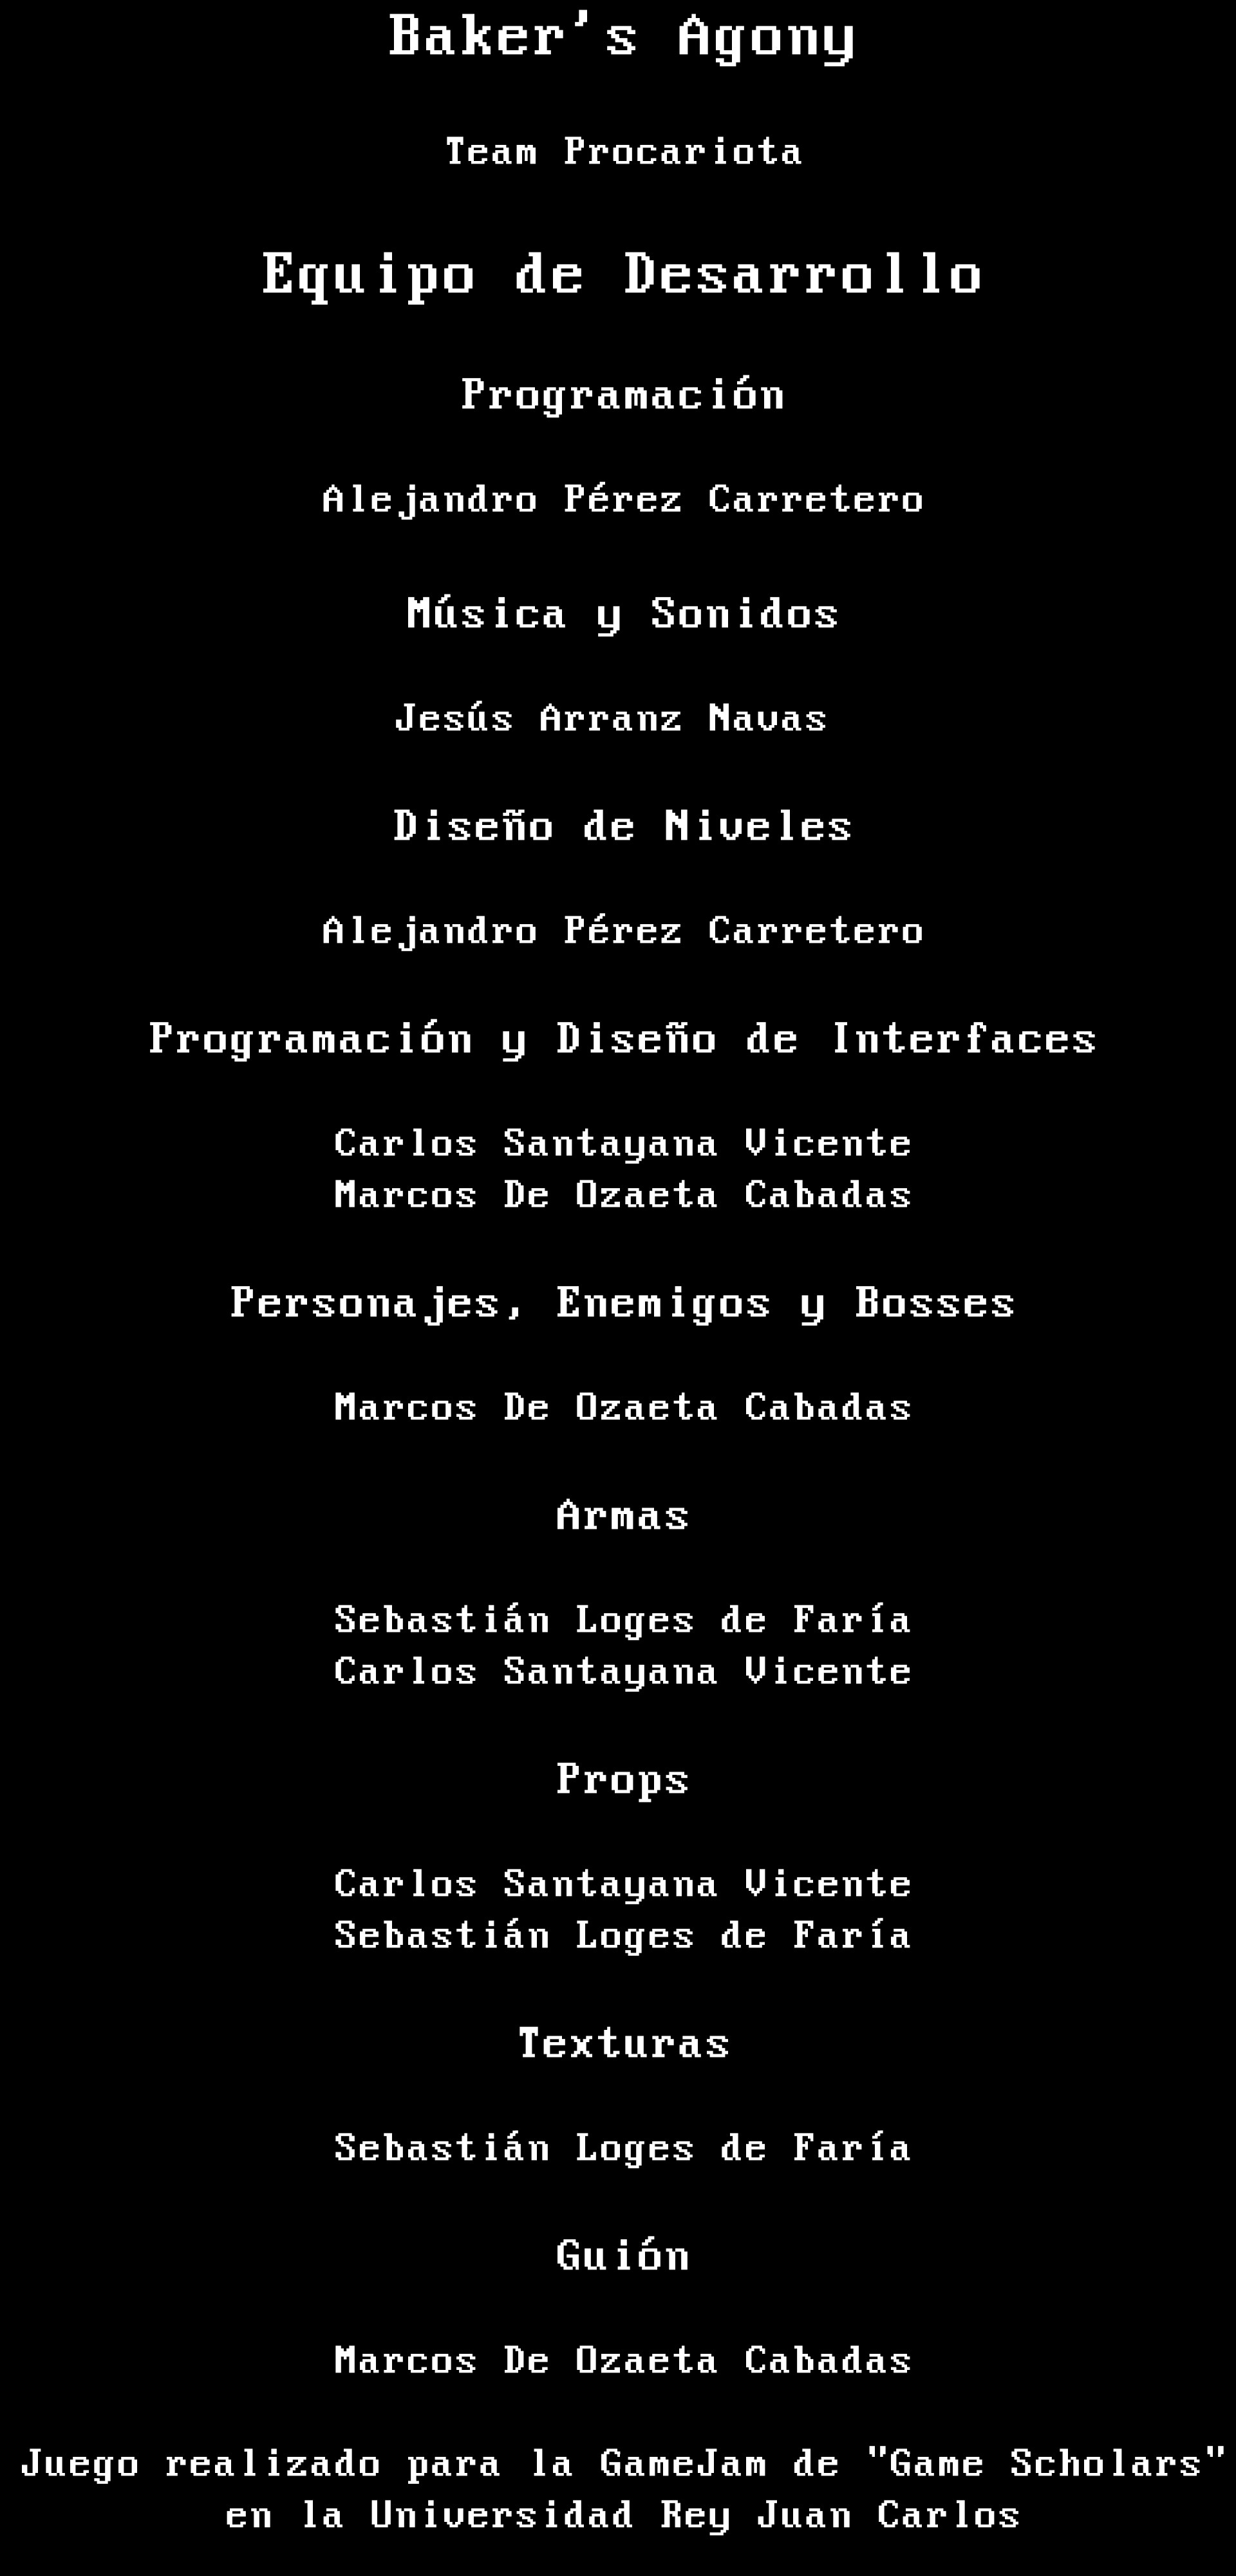 Baker's Agony
Team Procariota
Equipo de Desarrollo
Programación
Alejandro Pérez Carretero
Música y Sonidos
Jesús Arranz Navas
Diseño de Niveles
Alejandro Pérez Carretero
Programación y Diseño de Interfaces
Carlos Santayana Vicente
Marcos De Ozaeta Cabadas
Personajes, Enemigos y Bosses
Marcos De Ozaeta Cabadas
Armas
Sebastián Loges de Faría
Carlos Santayana Vicente
Props
Carlos Santayana Vicente
Sebastián Loges de Faría
Texturas
Sebastián Loges de Faría
Guión
Marcos De Ozaeta Cabadas
Juego realizado para la GameJam de "Game Scholars"
en la Universidad Rey Juan Carlos